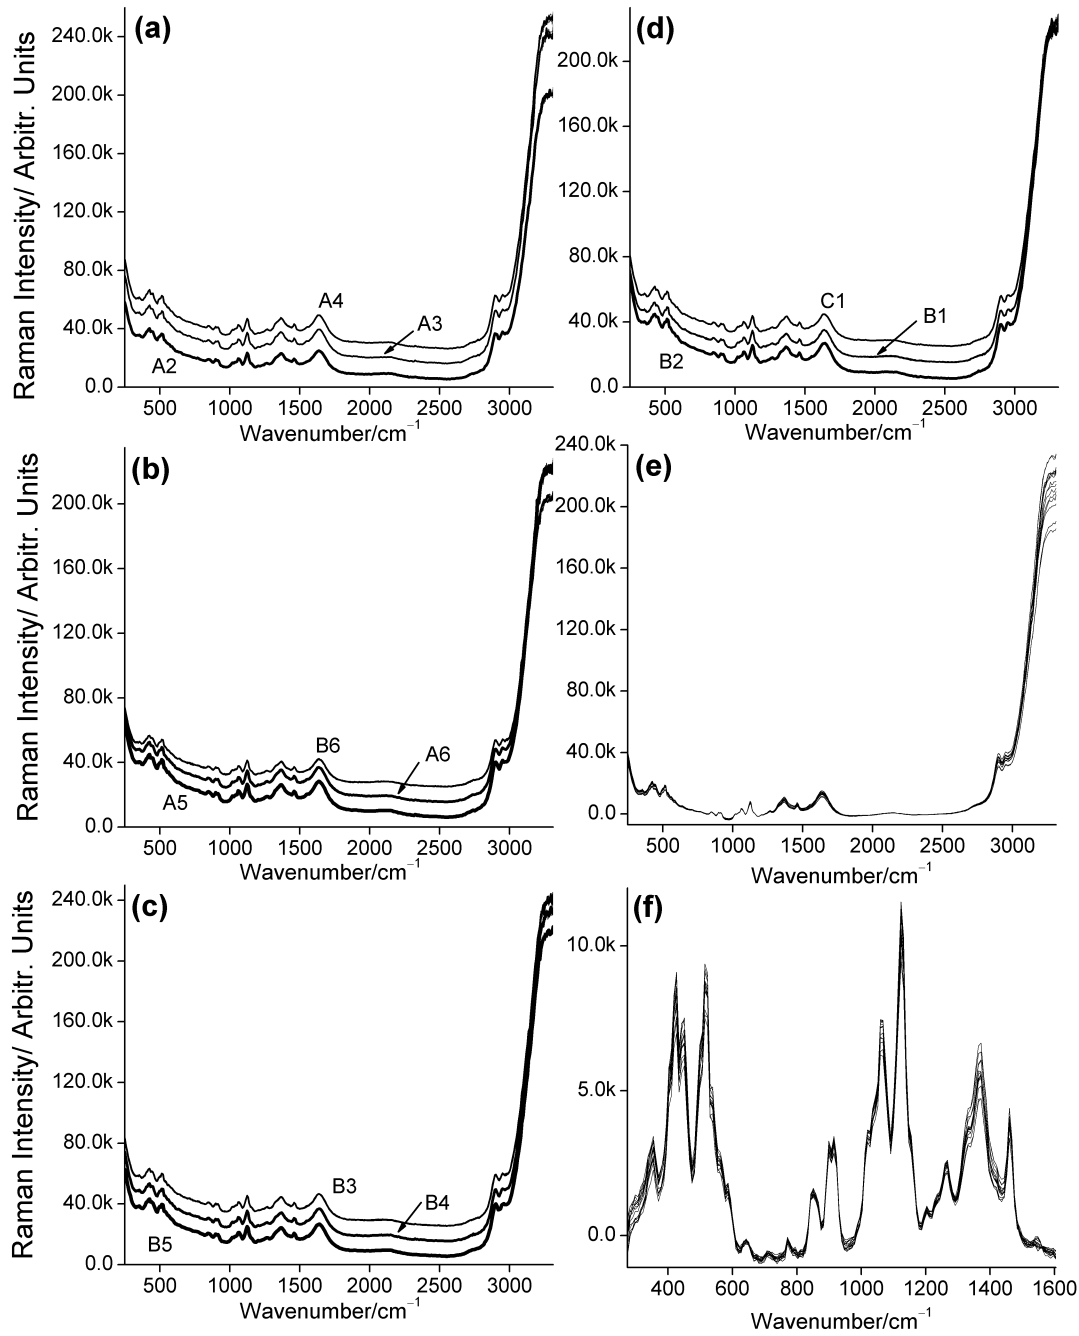 (a)
Raman Intensity/ Arbitr. Units
240.0k
200.0k
160.0k
120.0k
80.0k
40.0k
0.0
A4
A3
A2
500 1000 1500 2000 2500 3000
Wavenumber/cm⁻¹
(d)
200.0k
160.0k
120.0k
80.0k
40.0k
0.0
C1
B1
B2
500 1000 1500 2000 2500 3000
Wavenumber/cm⁻¹
(b)
Raman Intensity/ Arbitr. Units
200.0k
160.0k
120.0k
80.0k
40.0k
0.0
B6
A6
A5
500 1000 1500 2000 2500 3000
Wavenumber/cm⁻¹
(e)
240.0k
200.0k
160.0k
120.0k
80.0k
40.0k
0.0
500 1000 1500 2000 2500 3000
Wavenumber/cm⁻¹
(c)
Raman Intensity/ Arbitr. Units
240.0k
200.0k
160.0k
120.0k
80.0k
40.0k
0.0
B3
B4
B5
500 1000 1500 2000 2500 3000
Wavenumber/cm⁻¹
(f)
10.0k
5.0k
0.0
400 600 800 1000 1200 1400 1600
Wavenumber/cm⁻¹